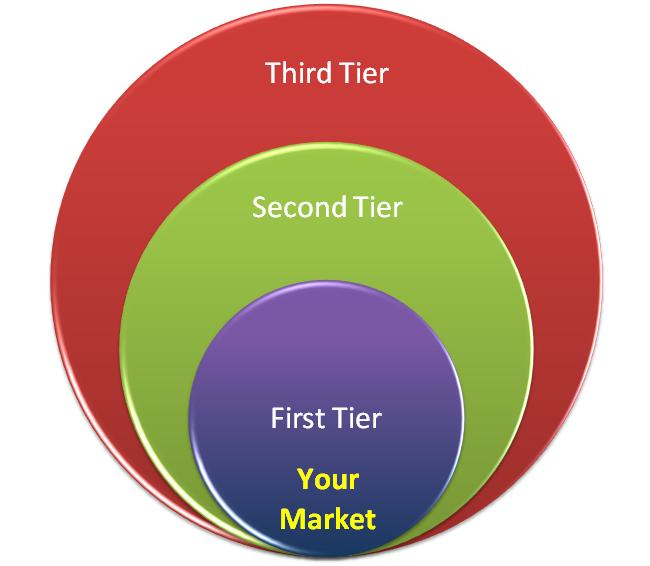 Third Tier
Second Tier
First Tier
Your
Market